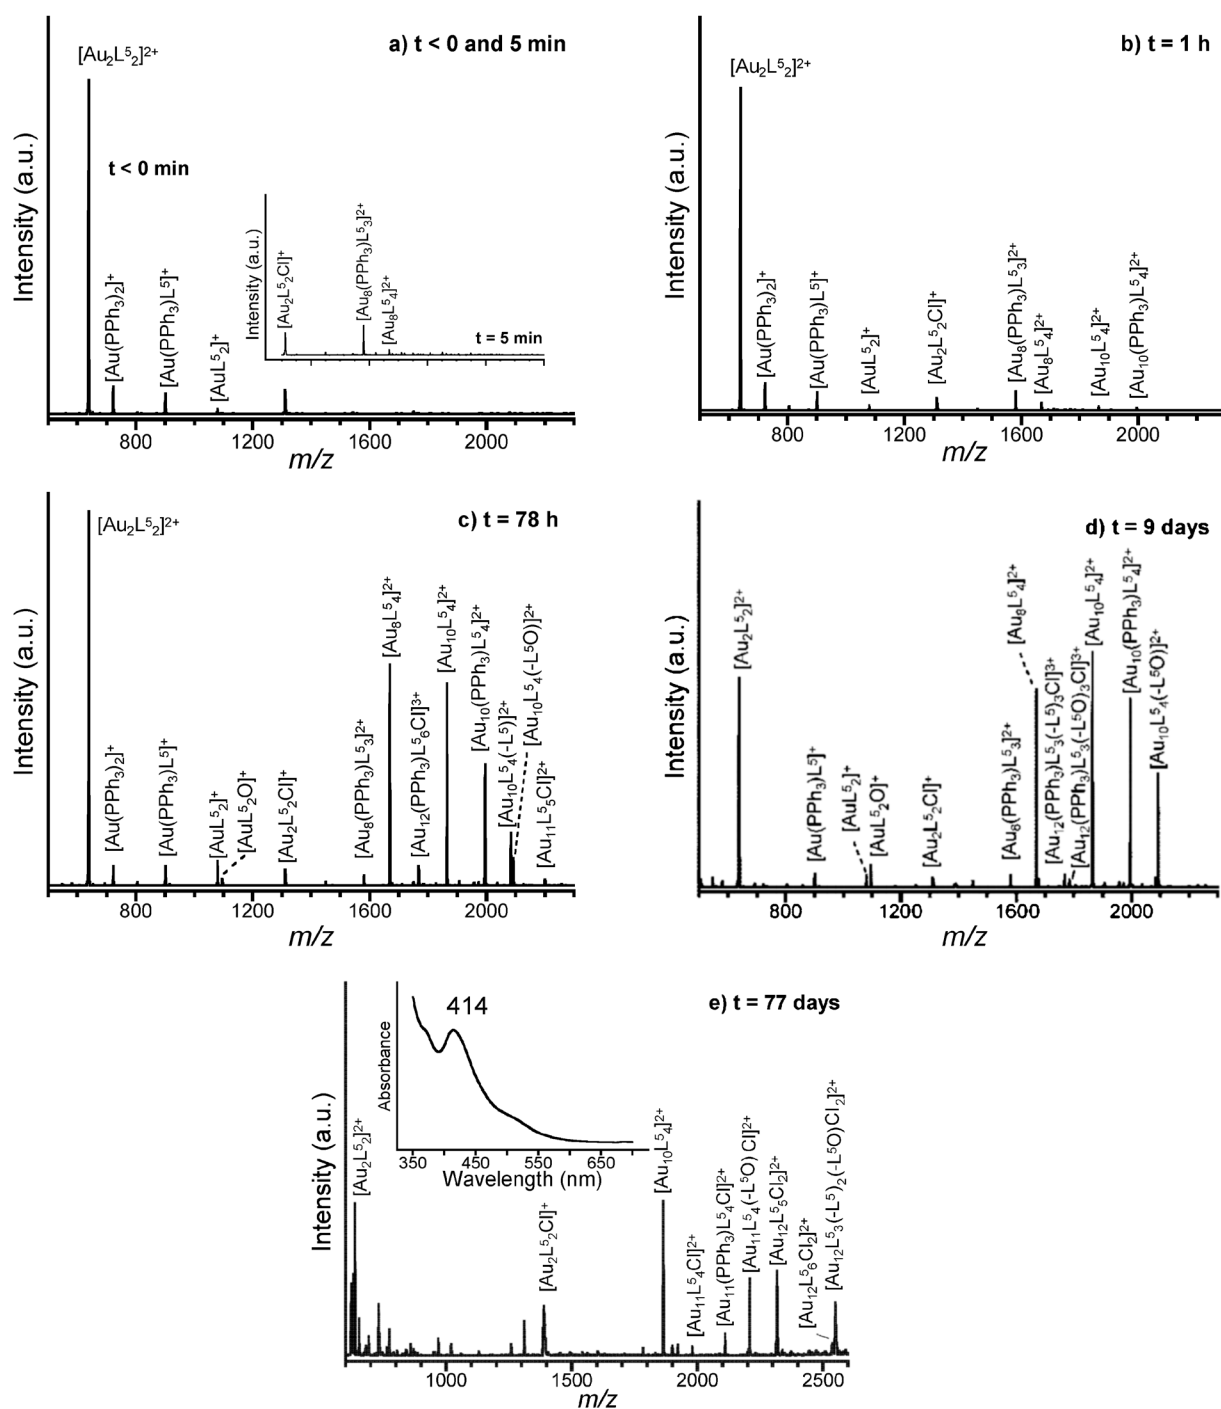 a) t < 0 and 5 min
[Au₂L⁵₂]²⁺
t < 0 min
[Au(PPh₃)₂]⁺
[Au(PPh₃)L⁵]⁺
[AuL⁵₂]⁺
Intensity (a.u.)
[Au₂L⁵₂Cl]⁺
[Au₈(PPh₃)L⁵₃]²⁺
[Au₈L⁵₄]²⁺
t = 5 min
Intensity (a.u.)
800 1200 1600 2000
m/z
b) t = 1 h
[Au₂L⁵₂]²⁺
[Au(PPh₃)₂]⁺
[Au(PPh₃)L⁵]⁺
[AuL⁵₂]⁺
[Au₂L⁵₂Cl]⁺
[Au₈(PPh₃)L⁵₃]²⁺
[Au₈L⁵₄]²⁺
[Au₁₀L⁵₄]²⁺
[Au₁₀(PPh₃)L⁵₄]²⁺
Intensity (a.u.)
800 1200 1600 2000
m/z
c) t = 78 h
[Au₂L⁵₂]²⁺
[Au(PPh₃)₂]⁺
[Au(PPh₃)L⁵]⁺
[AuL⁵₂]⁺
[AuL⁵₂O]⁺
[Au₂L⁵₂Cl]⁺
[Au₈(PPh₃)L⁵₃]²⁺
[Au₈L⁵₄]²⁺
[Au₁₂(PPh₃)L⁵₆Cl]³⁺
[Au₁₀L⁵₄]²⁺
[Au₁₀(PPh₃)L⁵₄]²⁺
[Au₁₀L⁵₄(-L⁵)]²⁺
[Au₁₀L⁵₄(-L⁵O)]²⁺
[Au₁₁L⁵₅Cl]²⁺
Intensity (a.u.)
800 1200 1600 2000
m/z
d) t = 9 days
[Au₂L⁵₂]²⁺
[Au(PPh₃)L⁵]⁺
[AuL⁵₂]⁺
[AuL⁵₂O]⁺
[Au₂L⁵₂Cl]⁺
[Au₈(PPh₃)L⁵₃]²⁺
[Au₈L⁵₄]²⁺
[Au₁₂(PPh₃)L⁵₃(-L⁵)₃Cl]³⁺
[Au₁₂(PPh₃)L⁵₃(-L⁵O)₃Cl]³⁺
[Au₁₀L⁵₄]²⁺
[Au₁₀(PPh₃)L⁵₄]²⁺
[Au₁₀L⁵₄(-L⁵O)]²⁺
Intensity (a.u.)
800 1200 1600 2000
m/z
e) t = 77 days
414
Absorbance
350 450 550 650
Wavelength (nm)
[Au₂L⁵₂]²⁺
[Au₂L⁵₂Cl]⁺
[Au₁₀L⁵₄]²⁺
[Au₁₁L⁵₄Cl]²⁺
[Au₁₁(PPh₃)L⁵₄Cl]²⁺
[Au₁₁L⁵₄(-L⁵O) Cl]²⁺
[Au₁₂L⁵₅Cl₂]²⁺
[Au₁₂L⁵₆Cl₂]²⁺
[Au₁₂L⁵₃(-L⁵)₂(-L⁵O)Cl₂]²⁺
Intensity (a.u.)
1000 1500 2000 2500
m/z